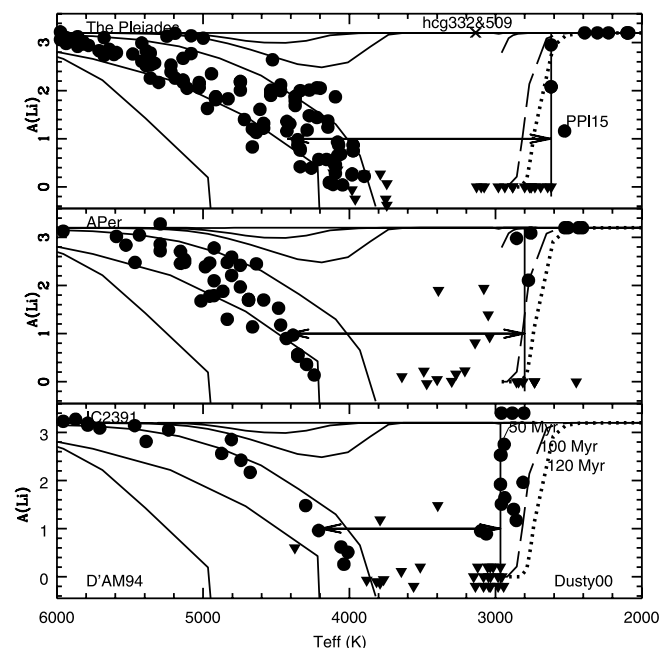 The Pleiades
hcg332&509
PPl15
A(Li)
3
2
1
0
APer
A(Li)
3
2
1
0
IC2391
50 Myr
100 Myr
120 Myr
A(Li)
3
2
1
0
D'AM94
Dusty00
6000 5000 4000 3000 2000
Teff (K)